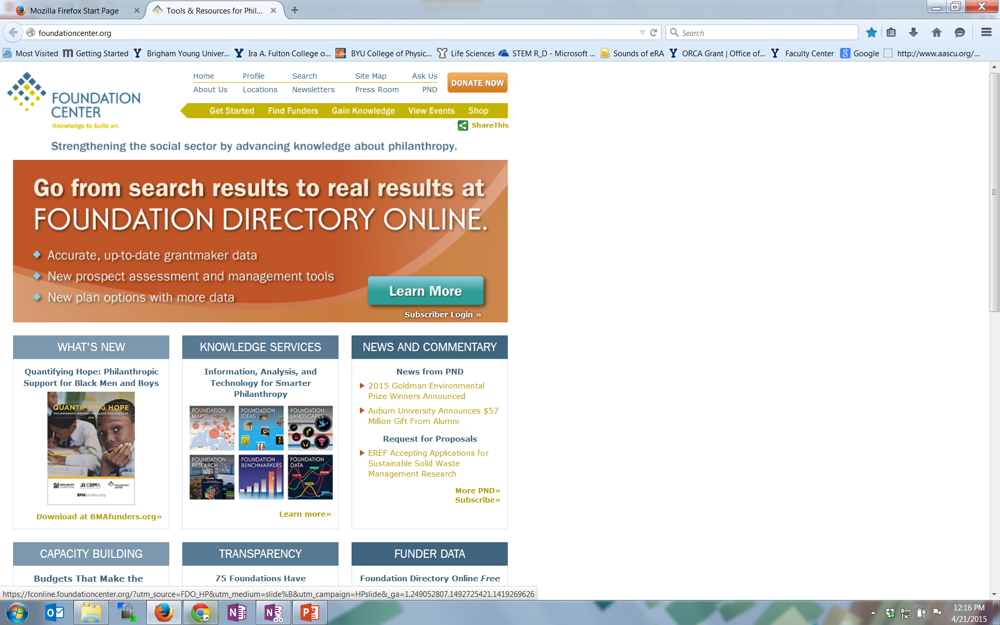 Mozilla Firefox Start Page
Tools & Resources for Phil...
foundationcenter.org
Search
Most Visited
Getting Started
Brigham Young Univer...
Ira A. Fulton College o...
BYU College of Physic...
Life Sciences
STEM R_D - Microsoft ...
Sounds of eRA
ORCA Grant | Office of...
Faculty Center
Google
http://www.aascu.org/...
FOUNDATION
CENTER
Knowledge to build on.
Home
Profile
Search
Site Map
Ask Us
About Us
Locations
Newsletters
Press Room
PND
DONATE NOW
Get Started
Find Funders
Gain Knowledge
View Events
Shop
ShareThis
Strengthening the social sector by advancing knowledge about philanthropy.
Go from search results to real results at
FOUNDATION DIRECTORY ONLINE.
Accurate, up-to-date grantmaker data
New prospect assessment and management tools
New plan options with more data
Learn More
Subscriber Login »
WHAT'S NEW
Quantifying Hope: Philanthropic
Support for Black Men and Boys
QUANTIFYING HOPE
PHILANTHROPIC SUPPORT FOR BLACK MEN AND BOYS
2015
OPEN SOCIETY
FOUNDATIONS
CBMA
FOUNDATION
CENTER
BMAfunders.org
Download at BMAfunders.org»
KNOWLEDGE SERVICES
Information, Analysis, and
Technology for Smarter
Philanthropy
FOUNDATION
MAPS
FOUNDATION
IDEAS
FOUNDATION
LANDSCAPES
FOUNDATION
RESEARCH
FOUNDATION
BENCHMARKERS
FOUNDATION
DATA
Learn more»
NEWS AND COMMENTARY
News from PND
2015 Goldman Environmental
Prize Winners Announced
Auburn University Announces $57
Million Gift From Alumni
Request for Proposals
EREF Accepting Applications for
Sustainable Solid Waste
Management Research
More PND»
Subscribe»
CAPACITY BUILDING
Budgets That Make the
TRANSPARENCY
75 Foundations Have
FUNDER DATA
Foundation Directory Online Free
https://fconline.foundationcenter.org/?utm_source=FDO_HP&utm_medium=slide%B&utm_campaign=HPslide&_ga=1.249052807.1492725421.1419269626
12:16 PM
4/21/2015